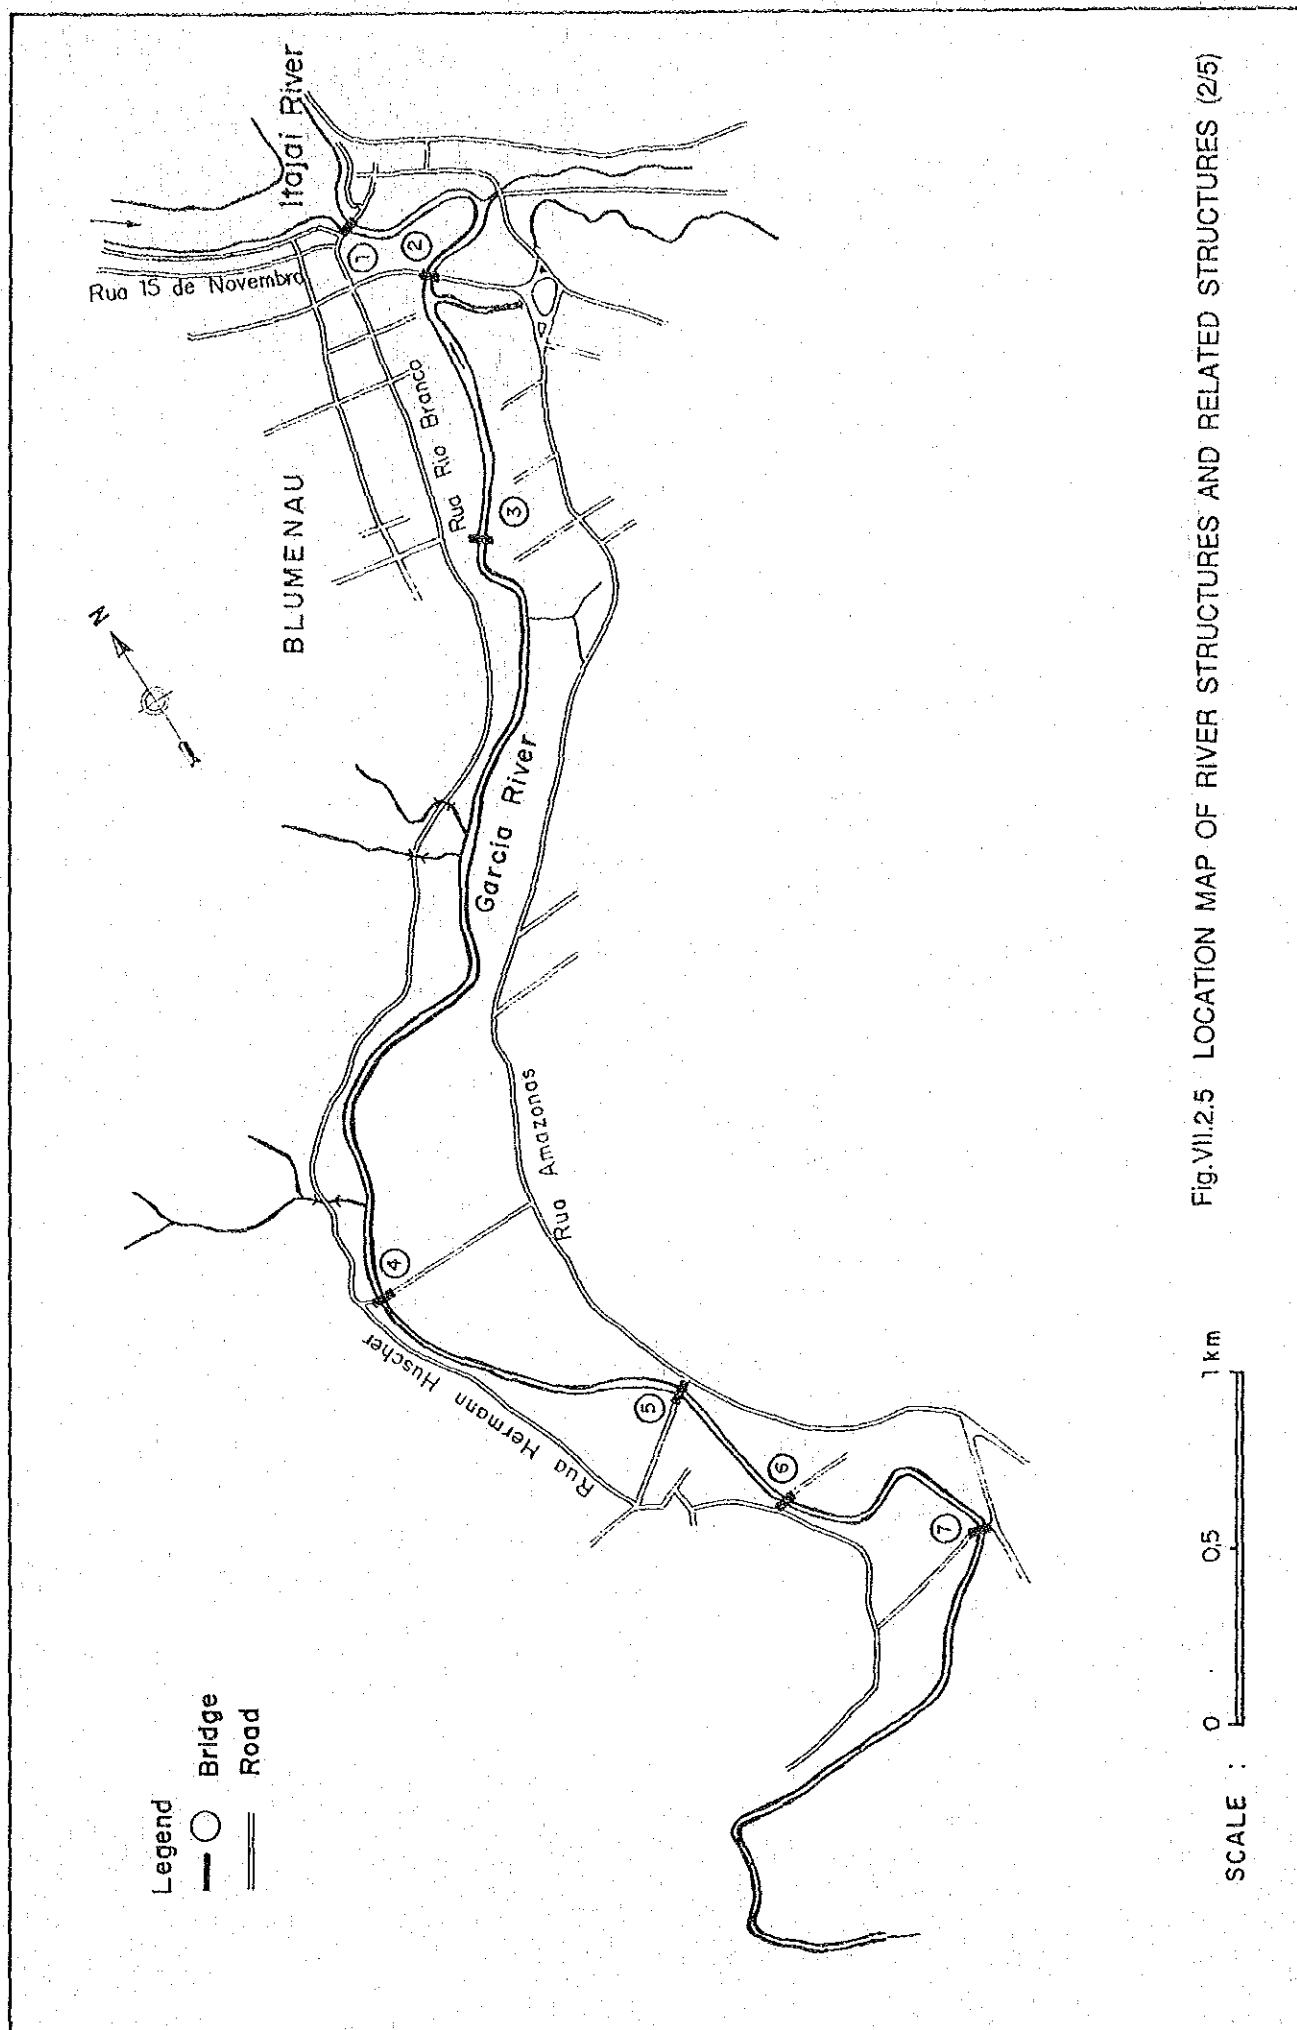 Itajaí River
Rua 15 de Novembro
1
2
Rua Rio Branco
3
BLUMENAU
N
Garcia River
Rua Amazonas
4
Rua Hermann Huscher
5
6
7
Legend
Bridge
Road
SCALE :
0
0,5
1 km
Fig.VII.2.5 LOCATION MAP OF RIVER STRUCTURES AND RELATED STRUCTURES (2/5)